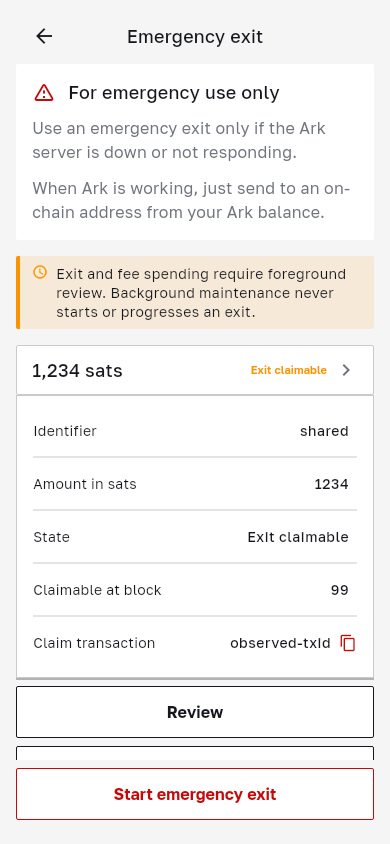 Emergency exit
For emergency use only
Use an emergency exit only if the Ark
server is down or not responding.
When Ark is working, just send to an on-
chain address from your Ark balance.
Exit and fee spending require foreground
review. Background maintenance never
starts or progresses an exit.
1,234 sats Exit claimable
Identifier shared
Amount in sats 1234
State Exit claimable
Claimable at block 99
Claim transaction observed-txid
Review
Start emergency exit